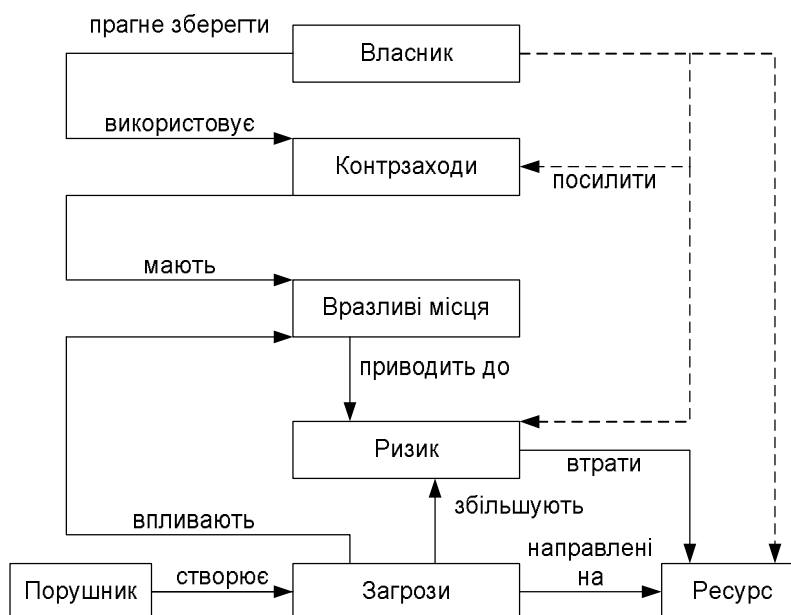 прагне зберегти
Власник
використовує
Контрзаходи
посилити
мають
Вразливі місця
приводить до
Ризик
втрати
збільшують
впливають
направлені
на
Порушник
створює
Загрози
Ресурс